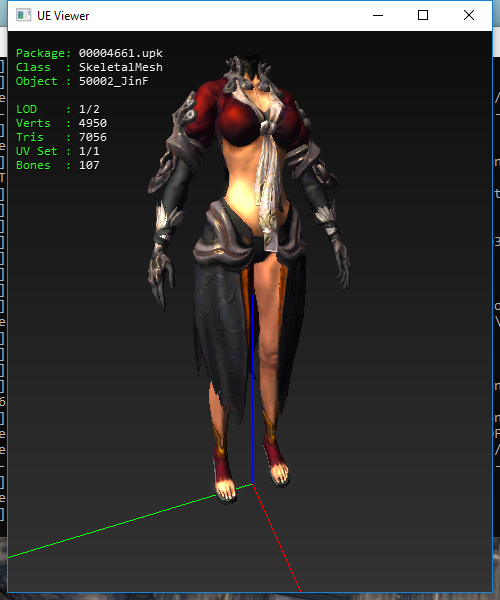 UE Viewer
Package: 00004661.upk
Class  : SkeletalMesh
Object : 50002_JinF
LOD    : 1/2
Verts  : 4950
Tris   : 7056
UV Set : 1/1
Bones  : 107